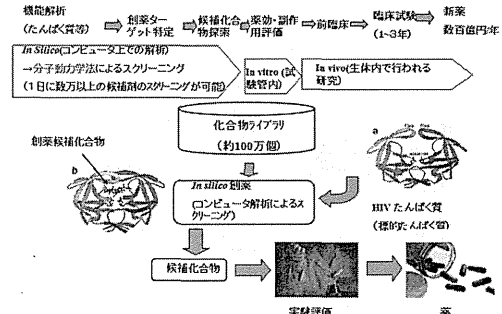 機能解析
(たんぱく質等)
創薬ター
ゲット特定
候補化合
物探索
薬効・副作
用評価
前臨床
臨床試験
(1~3年)
新薬
数百億円/年
In Silico(コンピュータ上での解析)
→分子動力学法によるスクリーニング
(1日に数万以上の候補剤のスクリーニングが可能)
In vitro (試
験管内)
In vivo(生体内で行われる
研究)
化合物ライブラリ
(約100万個)
創薬候補化合物
a
b
In silico 創薬
(コンピュータ解析によるス
クリーニング)
HIV たんぱく質
(標的たんぱく質)
候補化合物
実験評価
薬